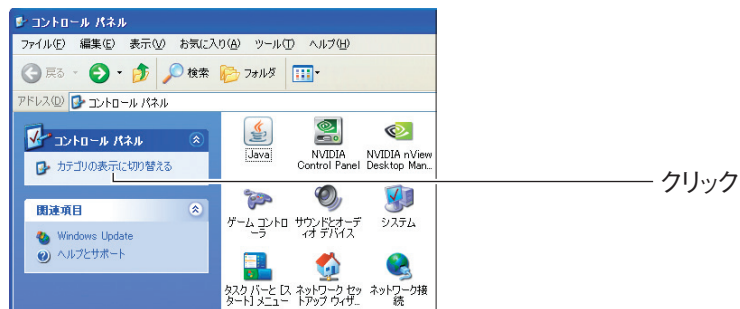 コントロール パネル
ファイル(F) 編集(E) 表示(V) お気に入り(A) ツール(T) ヘルプ(H)
戻る 検索 フォルダ
アドレス(D) コントロール パネル
コントロール パネル
カテゴリの表示に切り替える
クリック
関連項目
Windows Update
ヘルプとサポート
Java
NVIDIA
Control Panel
NVIDIA nView
Desktop Man...
ゲーム コントロ
ーラ
サウンドとオーデ
ィオ デバイス
システム
タスク バーと [ス
タート] メニュー
ネットワーク セッ
トアップ ウィザ...
ネットワーク接
続